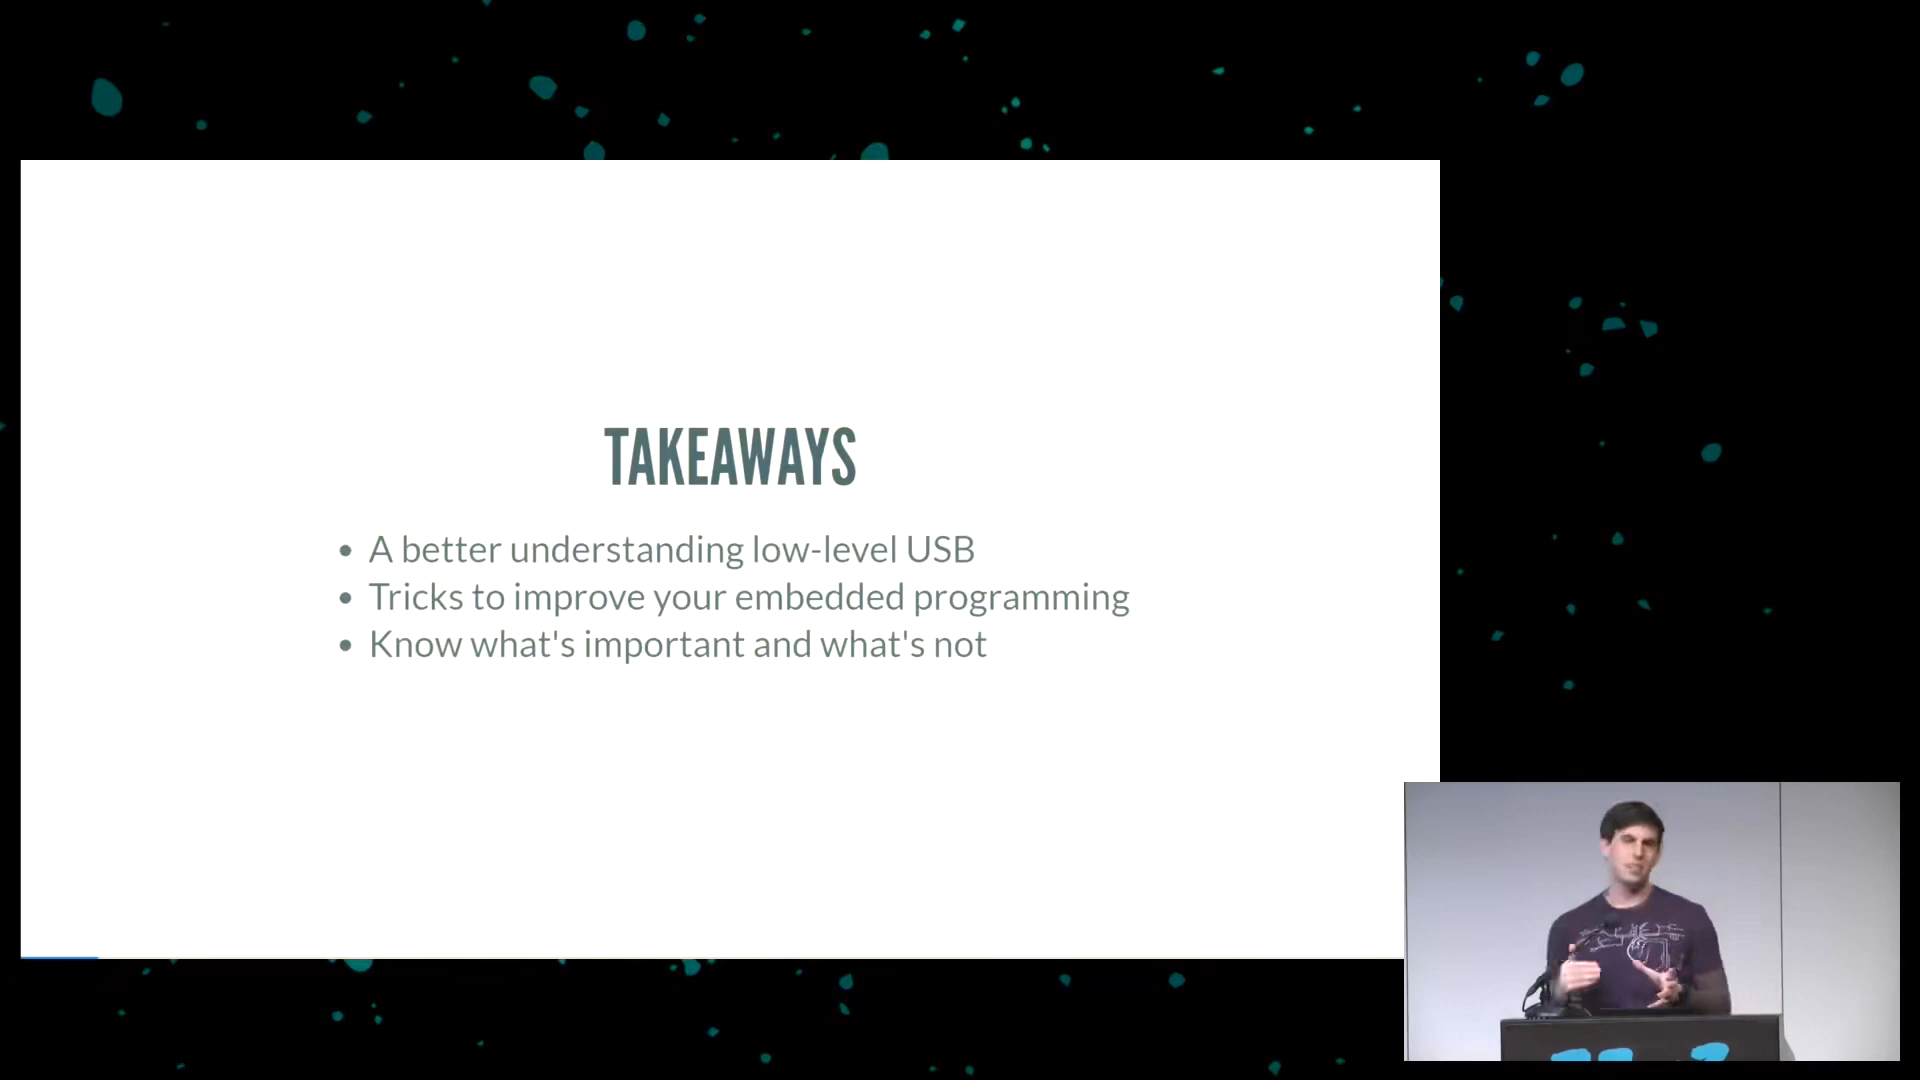 TAKEAWAYS
• A better understanding low-level USB
• Tricks to improve your embedded programming
• Know what's important and what's not